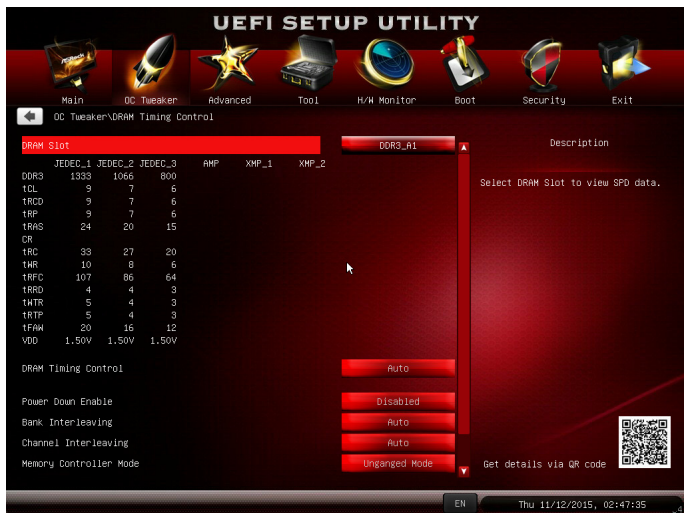 UEFI SETUP UTILITY
Main OC Tweaker Advanced Tool H/W Monitor Boot Security Exit
OC Tweaker\DRAM Timing Control
DRAM Slot DDR3_A1 Description
JEDEC_1 JEDEC_2 JEDEC_3 AMP XMP_1 XMP_2
DDR3 1333 1066 800
Select DRAM Slot to view SPD data.
tCL 9 7 6
tRCD 9 7 6
tRP 9 7 6
tRAS 24 20 15
CR
tRC 33 27 20
tWR 10 8 6
tRFC 107 86 64
tRRD 4 4 3
tWTR 5 4 3
tRTP 5 4 3
tFAW 20 16 12
VDD 1.50V 1.50V 1.50V
DRAM Timing Control Auto
Power Down Enable Disabled
Bank Interleaving Auto
Channel Interleaving Auto
Memory Controller Mode Unganged Mode
Get details via QR code
EN Thu 11/12/2015, 02:47:35